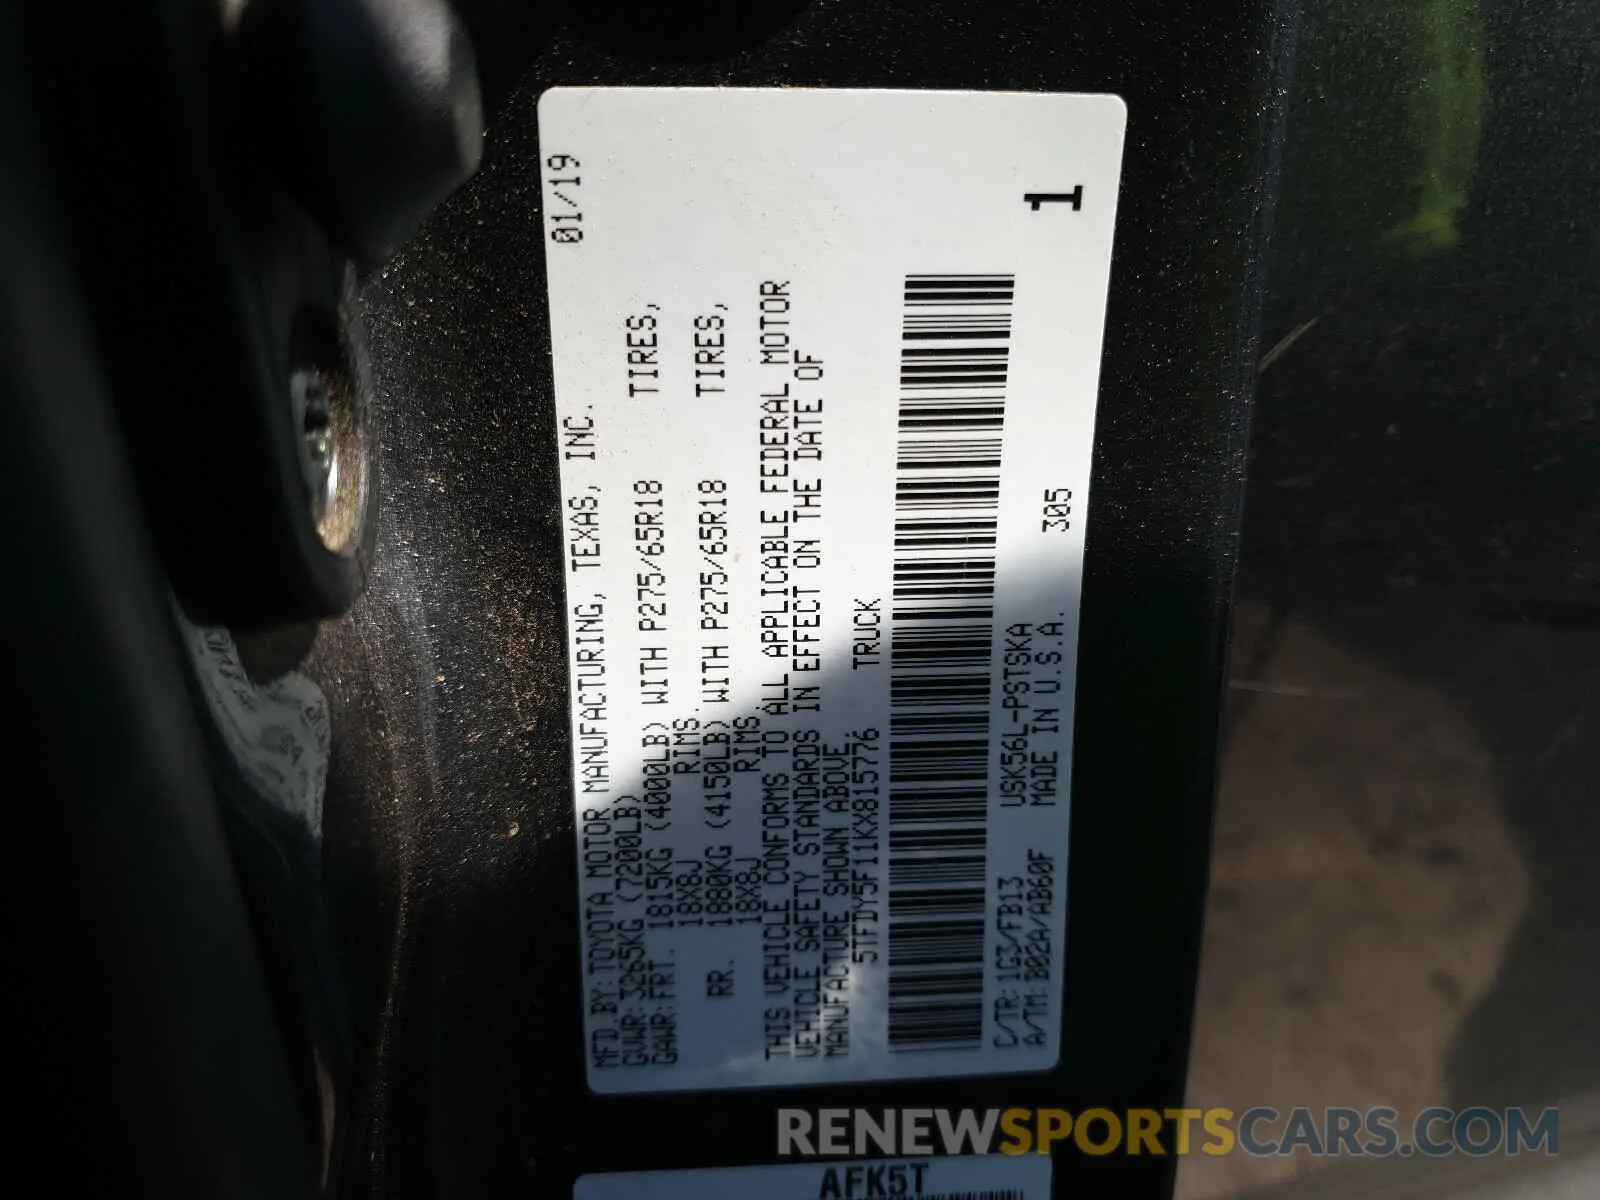 MFD.BY:TOYOTA MOTOR MANUFACTURING, TEXAS, INC. 01/19
GVWR:3265KG (7200LB)
GAWR:FRT. 1815KG (4000LB) WITH P275/65R18 TIRES,
18X8J RIMS.
RR. 1880KG (4150LB) WITH P275/65R18 TIRES,
18X8J RIMS
THIS VEHICLE CONFORMS TO ALL APPLICABLE FEDERAL MOTOR
VEHICLE SAFETY STANDARDS IN EFFECT ON THE DATE OF
MANUFACTURE SHOWN ABOVE.
5TFDY5F11KX815776 TRUCK
C/TR:1G3/FB13 USK56L-PSTSKA 305
A/TM:B02A/AB60F MADE IN U.S.A.
1
AFK5T
RENEWSPORTSCARS.COM